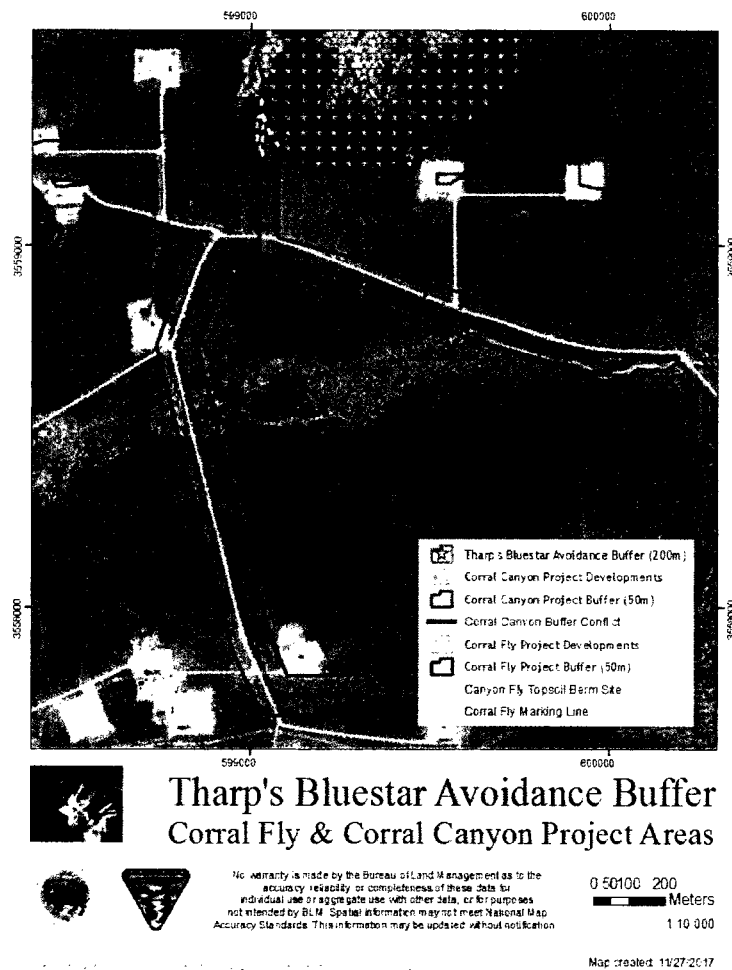 599000
600000
3559000
3559000
Tharp's Bluestar Avoidance Buffer (200m)
Corral Canyon Project Developments
Corral Canyon Project Buffer (50m)
Corral Canyon Buffer Conflict
Corral Fly Project Developments
Corral Fly Project Buffer (50m)
Canyon Fly Topsoil Berm Site
Corral Fly Marking Line
3558000
3558000
599000
600000
Tharp's Bluestar Avoidance Buffer
Corral Fly & Corral Canyon Project Areas
No warranty is made by the Bureau of Land Management as to the
accuracy reliability or completeness of these data for
individual use or aggregate use with other data, or for purposes
not intended by BLM. Spatial information may not meet National Map
Accuracy Standards. This information may be updated without notification
0 50100 200
Meters
1:10 000
Map created: 11/27/2017